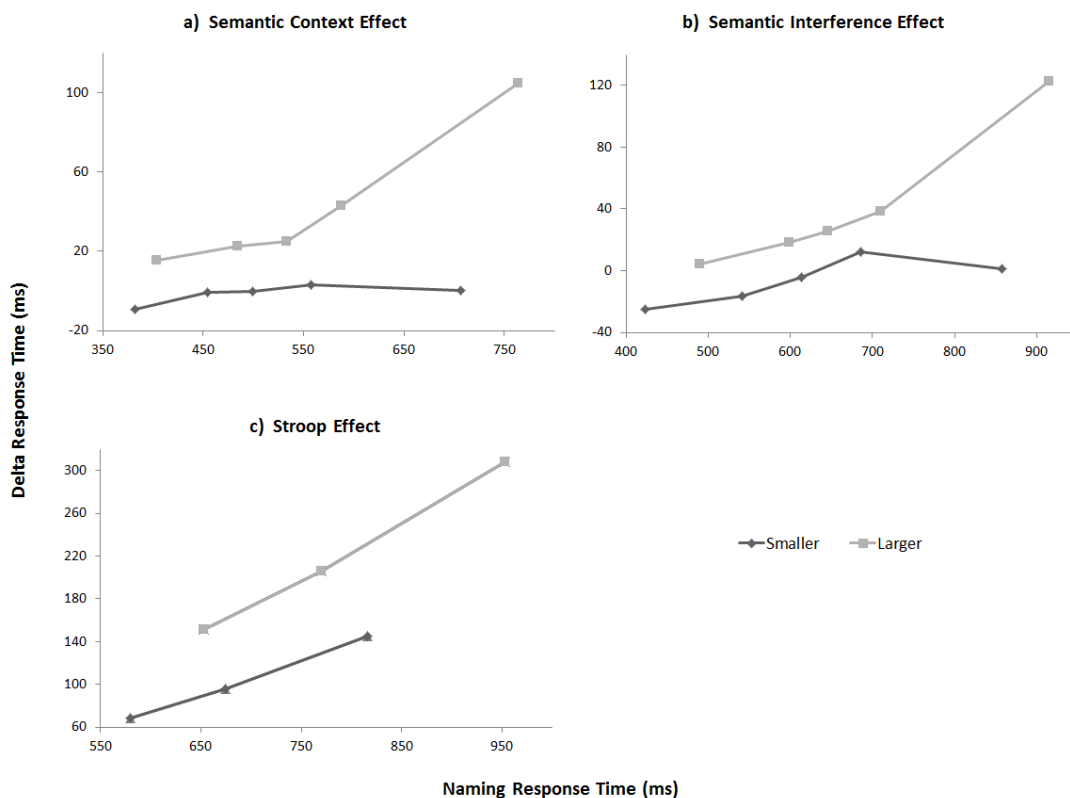 a) Semantic Context Effect
100
60
20
-20
350 450 550 650 750
b) Semantic Interference Effect
120
80
40
0
-40
400 500 600 700 800 900
c) Stroop Effect
300
260
220
180
140
100
60
550 650 750 850 950
Smaller Larger
Delta Response Time (ms)
Naming Response Time (ms)